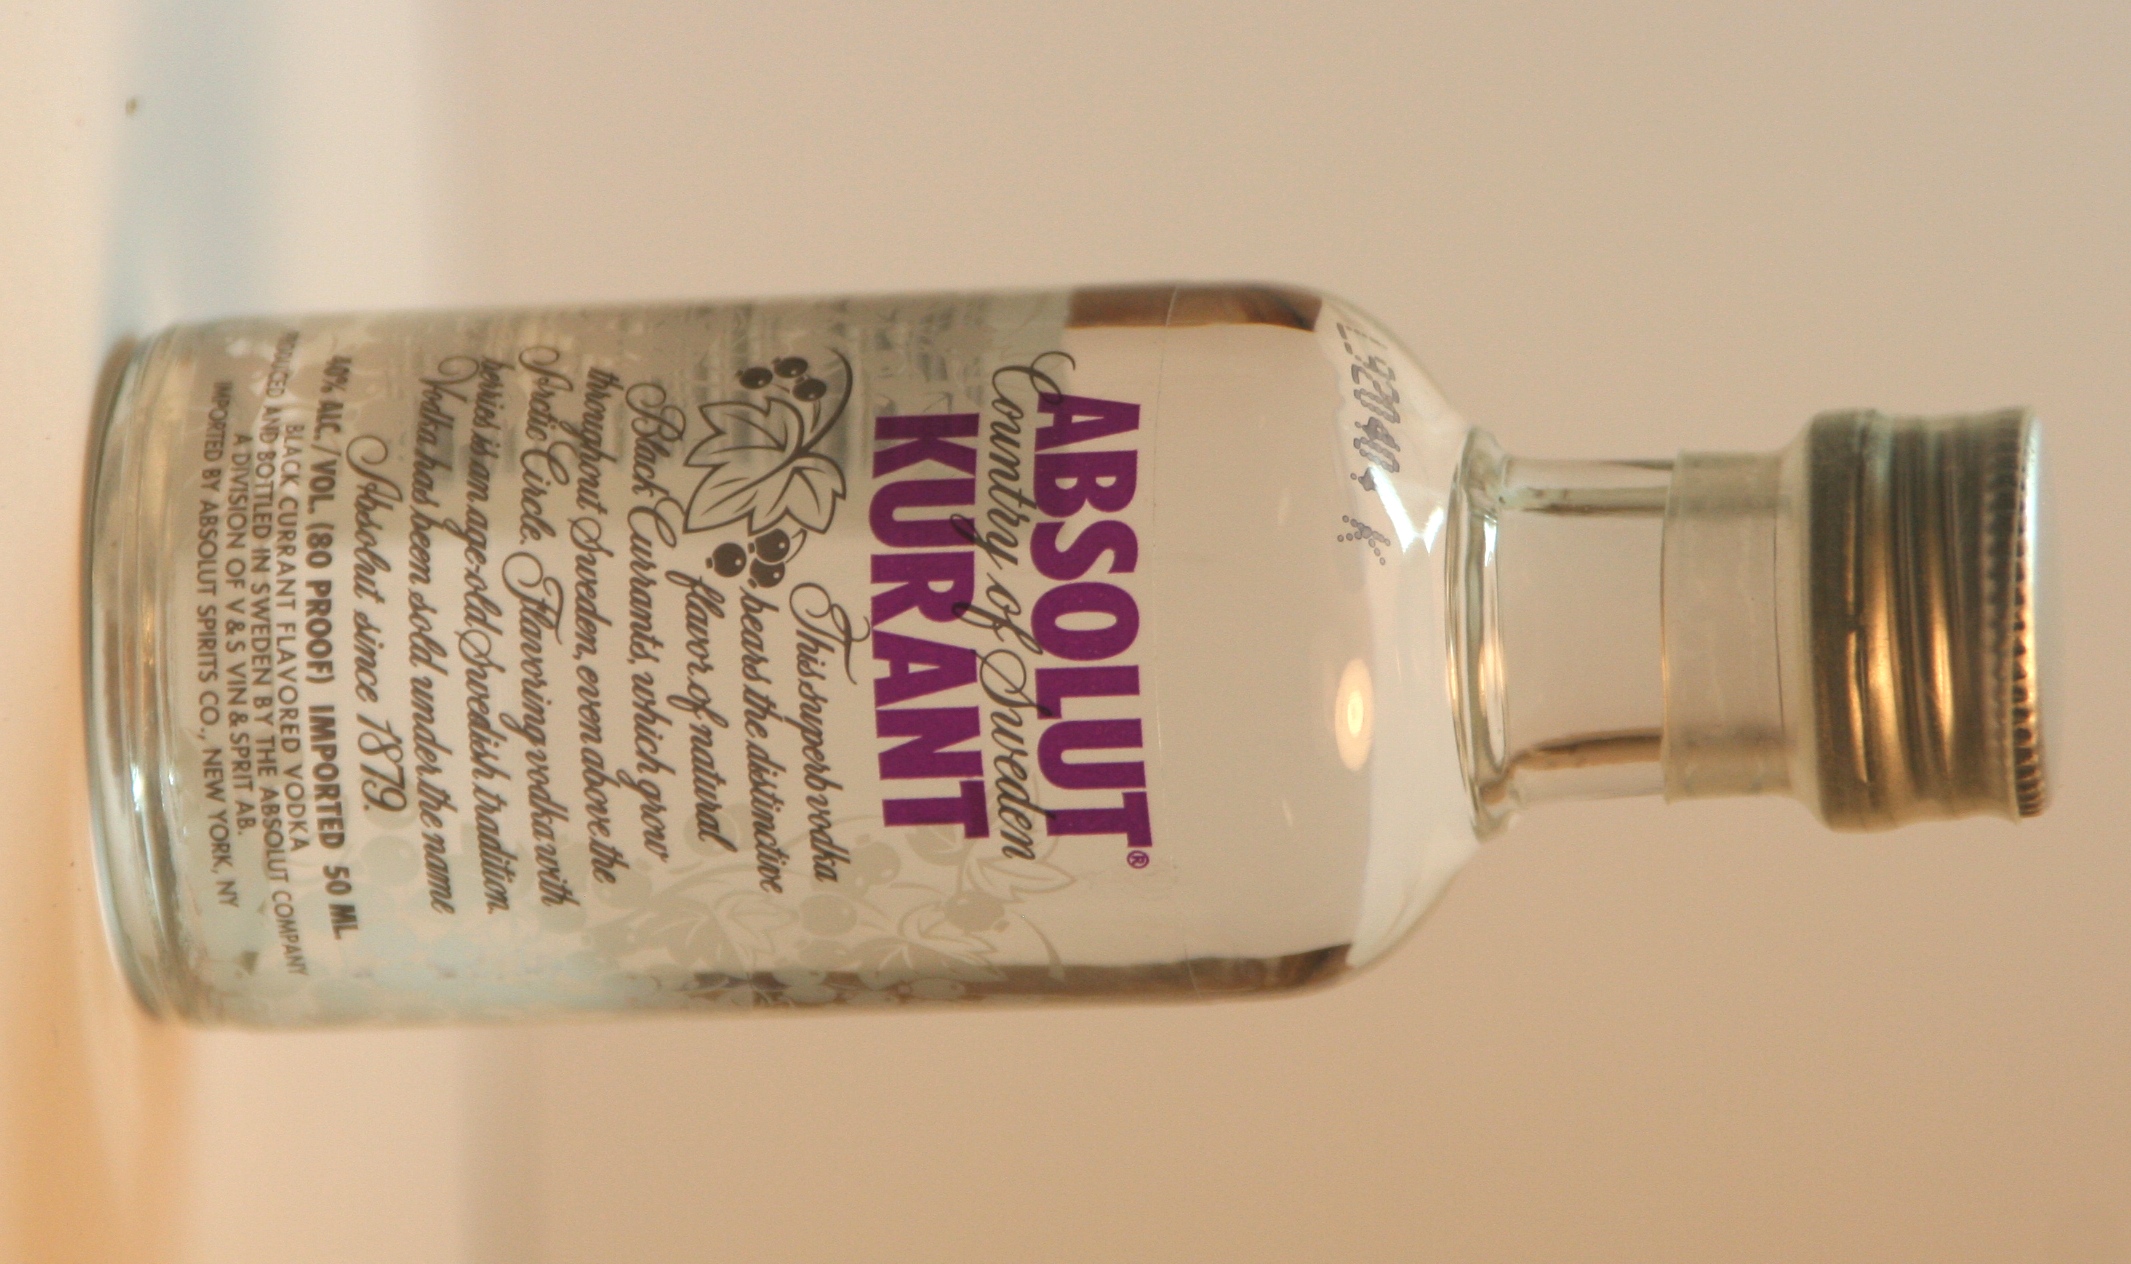 Country of Sweden
ABSOLUT®
KURANT
This superb vodka
bears the distinctive
flavor of natural
Black Currants, which grow
throughout Sweden, even above the
Arctic Circle. Flavoring vodka with
berries is an age-old Swedish tradition.
Vodka has been sold under the name
Absolut since 1879.
40% ALC./VOL. (80 PROOF) IMPORTED 50 ML.
BLACK CURRANT FLAVORED VODKA
PRODUCED AND BOTTLED IN SWEDEN BY THE ABSOLUT COMPANY
A DIVISION OF V & S VIN & SPRIT AB.
IMPORTED BY ABSOLUT SPIRITS CO., NEW YORK, NY